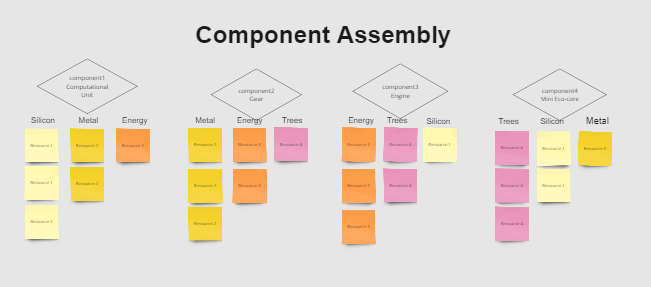 Component Assembly
component1
Computational
Unit
component2
Gear
component3
Engine
component4
Mini Eco-core
Silicon Metal Energy
Metal Energy Trees
Energy Trees Silicon
Trees Silicon Metal
Resource 1 Resource 2 Resource 3
Resource 1 Resource 2
Resource 1
Resource 2 Resource 3 Resource 4
Resource 2 Resource 3
Resource 2
Resource 3 Resource 4 Resource 1
Resource 3 Resource 4
Resource 3
Resource 4 Resource 1 Resource 2
Resource 4 Resource 1
Resource 4